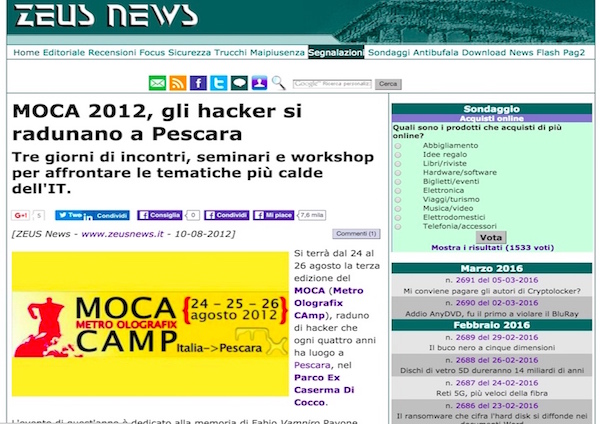 ZEUS NEWS
Home Editoriale Recensioni Focus Sicurezza Trucchi Maipiusenza Segnalazioni Sondaggi Antibufala Download News Flash Pag2
Google Ricerca personaliz Cerca
MOCA 2012, gli hacker si
radunano a Pescara
Tre giorni di incontri, seminari e workshop
per affrontare le tematiche più calde
dell'IT.
G+1 5 Twe in Condividi Consiglia 0 Condividi Mi piace 7,6 mila
[ZEUS News - www.zeusnews.it - 10-08-2012]
Commenti (1)
MOCA
METRO OLOGRAFIX
CAMP
{24 - 25 - 26}
agosto 2012
Italia->Pescara
Si terrà dal 24 al
26 agosto la terza
edizione del
MOCA (Metro
Olografix
CAmp), raduno
di hacker che
ogni quattro anni
ha luogo a
Pescara, nel
Parco Ex
Caserma Di
Cocco.
L'evento di quest'anno è dedicato alla memoria di Fabio Vampiro Pavone
Sondaggio
Acquisti online
Quali sono i prodotti che acquisti di più
online?
Abbigliamento
Idee regalo
Libri/riviste
Hardware/software
Biglietti/eventi
Elettronica
Viaggi/turismo
Musica/video
Elettrodomestici
Telefonia/accessori
Vota
Mostra i risultati (1533 voti)
Marzo 2016
n. 2691 del 05-03-2016
Mi conviene pagare gli autori di Cryptolocker?
n. 2690 del 02-03-2016
Addio AnyDVD, fu il primo a violare il BluRay
Febbraio 2016
n. 2689 del 29-02-2016
Il buco nero a cinque dimensioni
n. 2688 del 26-02-2016
Dischi di vetro 5D dureranno 14 miliardi di anni
n. 2687 del 24-02-2016
Reti 5G, più veloci della fibra
n. 2686 del 23-02-2016
Il ransomware che cifra l'hard disk si diffonde nei